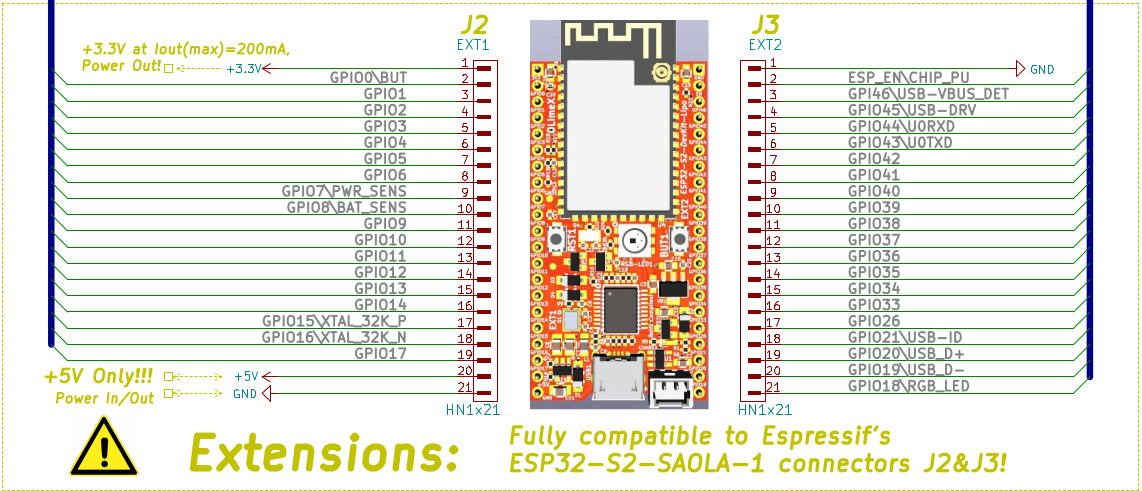 J2
EXT1
+3.3V at Iout(max)=200mA,
Power Out!
+3.3V
1
GPIO0\BUT
2
GPIO1
3
GPIO2
4
GPIO3
5
GPIO4
6
GPIO5
7
GPIO6
8
GPIO7\PWR_SENS
9
GPIO8\BAT_SENS
10
GPIO9
11
GPIO10
12
GPIO11
13
GPIO12
14
GPIO13
15
GPIO14
16
GPIO15\XTAL_32K_P
17
GPIO16\XTAL_32K_N
18
GPIO17
19
+5V Only!!!
+5V
20
Power In/Out
GND
21
HN1x21
OLimeX
ESP32-S2-DevKit-Lipo
EXT2
RST1
BUT1
RGB-LED1
EXT1
USB1
J3
EXT2
1
GND
2
ESP_EN\CHIP_PU
3
GPI46\USB-VBUS_DET
4
GPIO45\USB-DRV
5
GPIO44\U0RXD
6
GPIO43\U0TXD
7
GPIO42
8
GPIO41
9
GPIO40
10
GPIO39
11
GPIO38
12
GPIO37
13
GPIO36
14
GPIO35
15
GPIO34
16
GPIO33
17
GPIO26
18
GPIO21\USB-ID
19
GPIO20\USB_D+
20
GPIO19\USB_D-
21
GPIO18\RGB_LED
HN1x21
Extensions:
Fully compatible to Espressif's
ESP32-S2-SAOLA-1 connectors J2&J3!